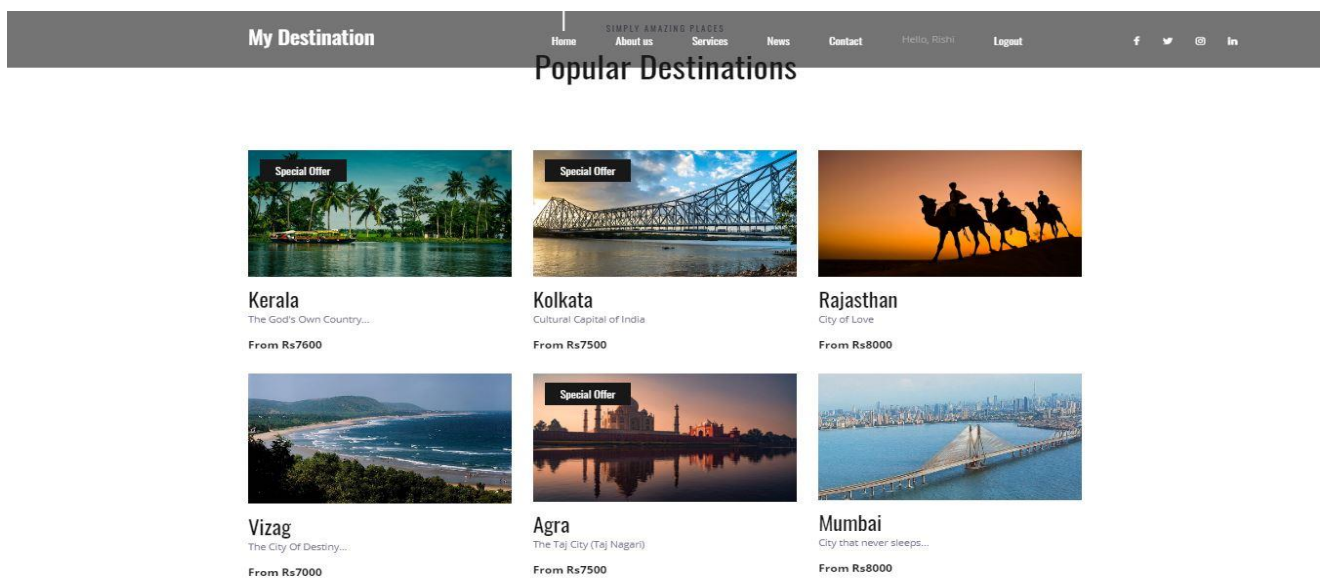 SIMPLY AMAZING PLACES
My Destination Home About us Services News Contact Hello, Rishi Logout
Popular Destinations
Special Offer Special Offer
Kerala Kolkata Rajasthan
The God's Own Country... Cultural Capital of India City of Love
From Rs7600 From Rs7500 From Rs8000
Special Offer
Vizag Agra Mumbai
The City Of Destiny... The Taj City (Taj Nagari) City that never sleeps...
From Rs7000 From Rs7500 From Rs8000